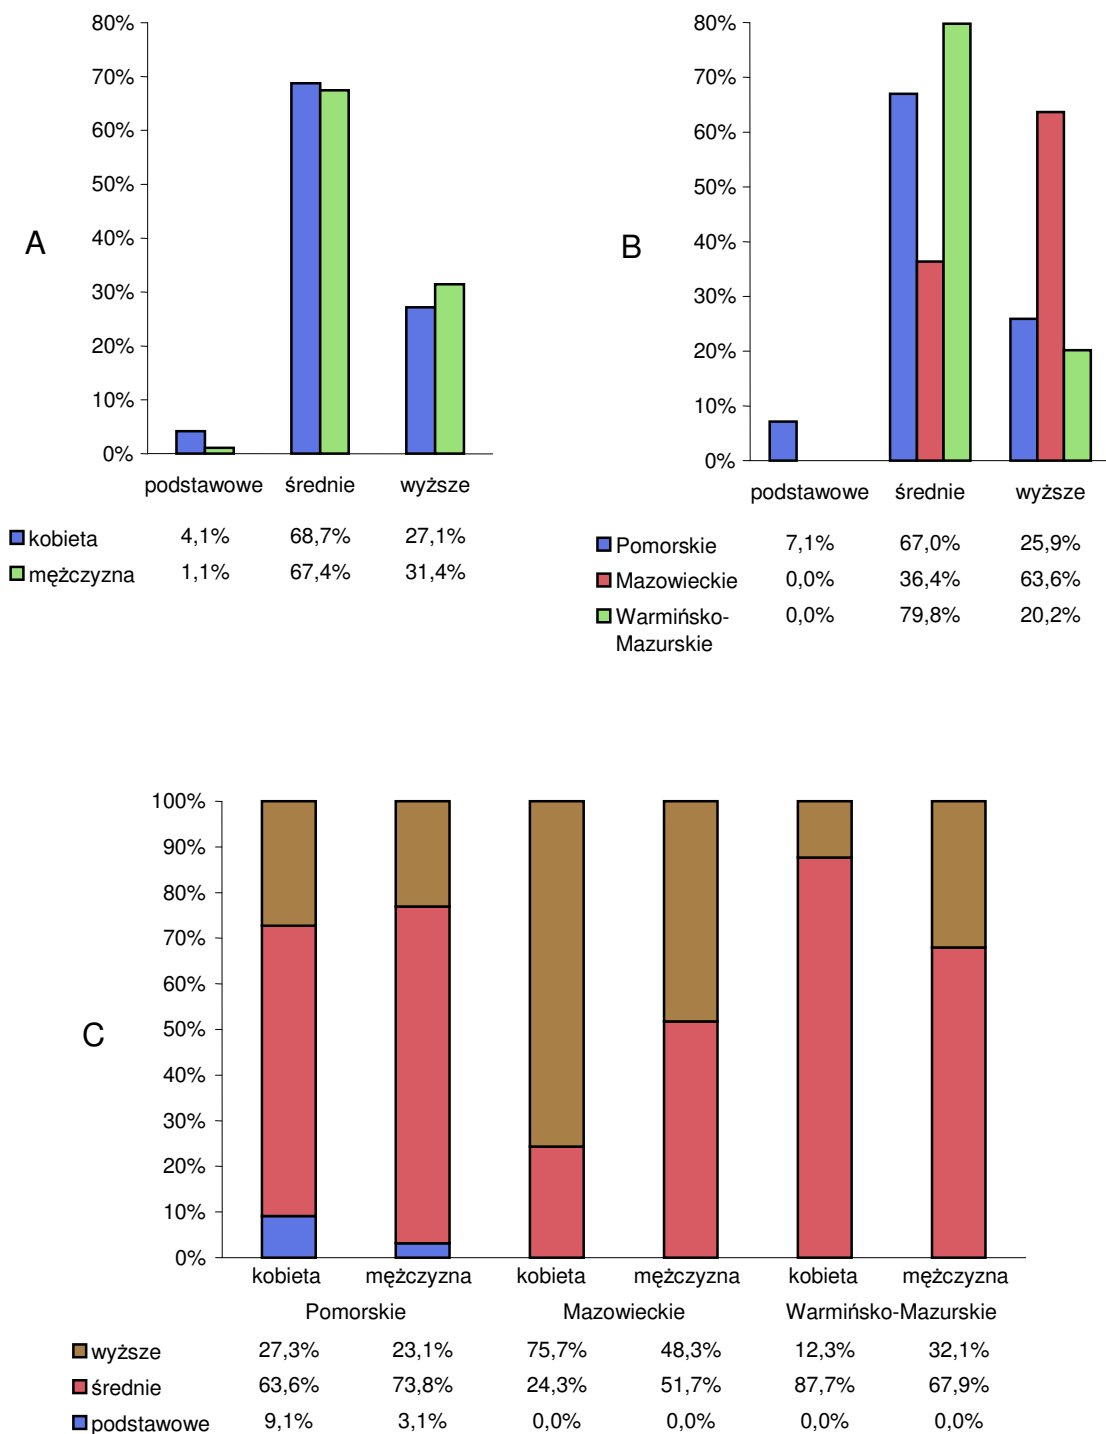 A
80%
70%
60%
50%
40%
30%
20%
10%
0%
podstawowe średnie wyższe
kobieta 4,1% 68,7% 27,1%
mężczyzna 1,1% 67,4% 31,4%
B
80%
70%
60%
50%
40%
30%
20%
10%
0%
podstawowe średnie wyższe
Pomorskie 7,1% 67,0% 25,9%
Mazowieckie 0,0% 36,4% 63,6%
Warmińsko- 0,0% 79,8% 20,2%
Mazurskie
C
100%
90%
80%
70%
60%
50%
40%
30%
20%
10%
0%
kobieta mężczyzna kobieta mężczyzna kobieta mężczyzna
Pomorskie Mazowieckie Warmińsko-Mazurskie
wyższe 27,3% 23,1% 75,7% 48,3% 12,3% 32,1%
średnie 63,6% 73,8% 24,3% 51,7% 87,7% 67,9%
podstawowe 9,1% 3,1% 0,0% 0,0% 0,0% 0,0%